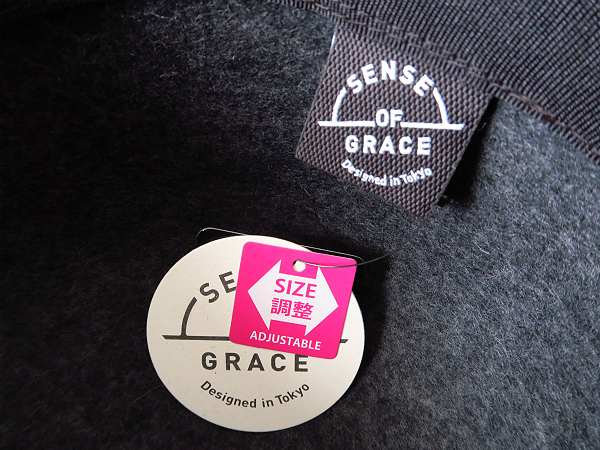 SENSE
OF
GRACE
Designed in Tokyo
SE
SIZE
調整
ADJUSTABLE
GRACE
Designed in Tokyo